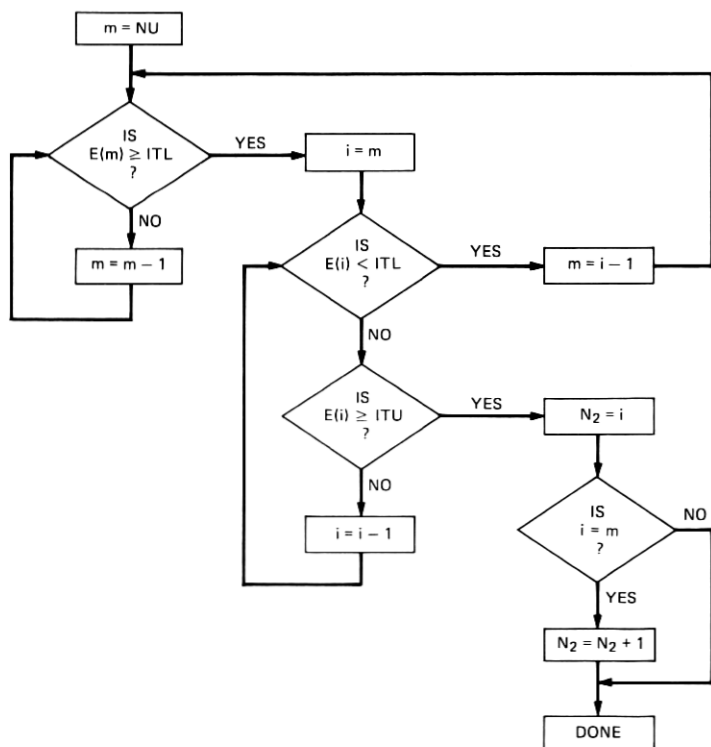 m = NU
IS
E(m) ≥ ITL
?
YES
NO
m = m − 1
i = m
IS
E(i) < ITL
?
YES
NO
m = i − 1
IS
E(i) ≥ ITU
?
YES
NO
i = i − 1
N₂ = i
IS
i = m
?
NO
YES
N₂ = N₂ + 1
DONE